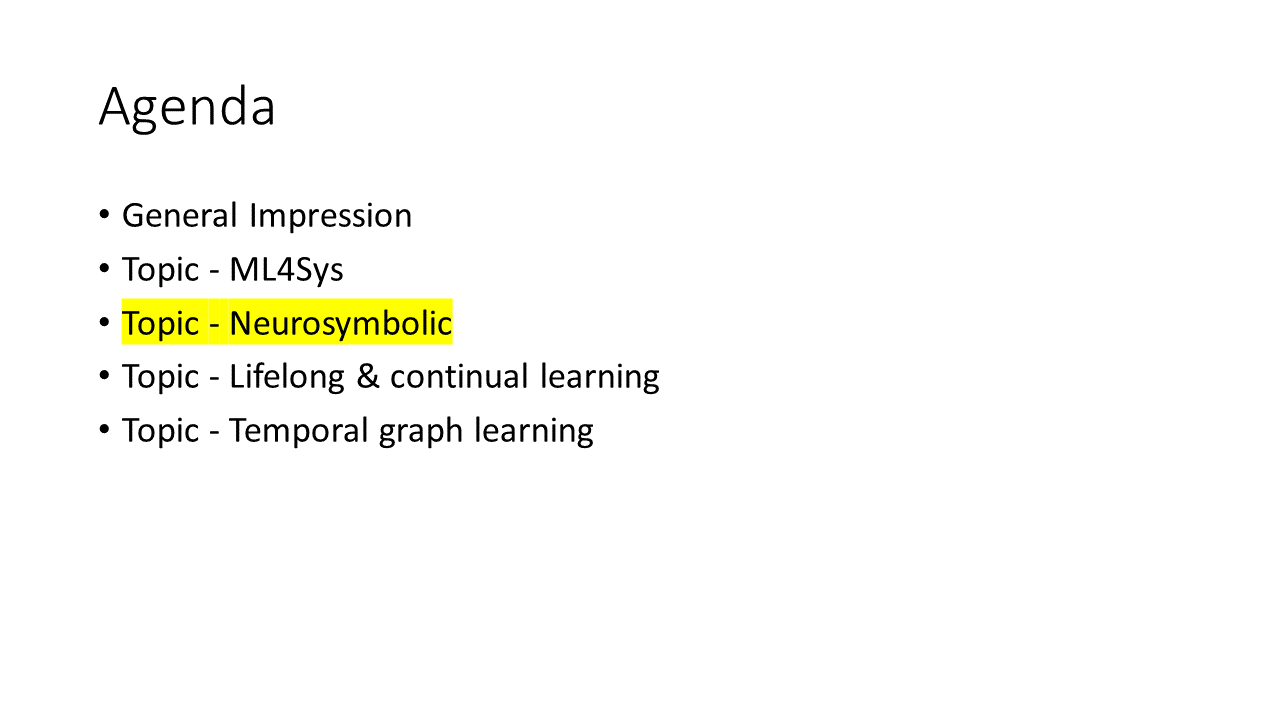 Agenda
• General Impression
• Topic - ML4Sys
• Topic - Neurosymbolic
• Topic - Lifelong & continual learning
• Topic - Temporal graph learning